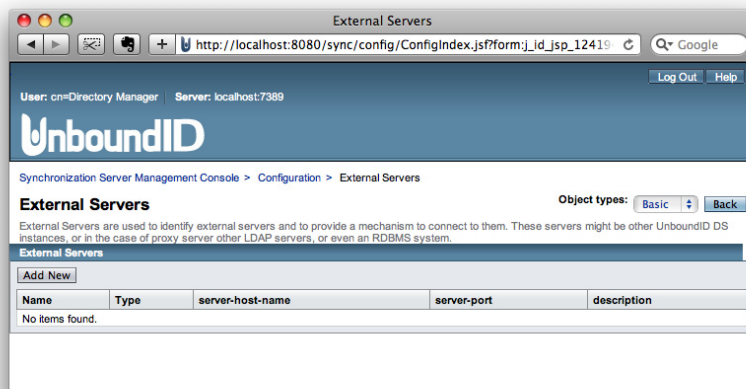 External Servers
http://localhost:8080/sync/config/ConfigIndex.jsf?form:j_id_jsp_12419
Google
Log Out Help
User: cn=Directory Manager Server: localhost:7389
UnboundID
Synchronization Server Management Console > Configuration > External Servers
External Servers
Object types: Basic Back
External Servers are used to identify external servers and to provide a mechanism to connect to them. These servers might be other UnboundID DS
instances, or in the case of proxy server other LDAP servers, or even an RDBMS system.
External Servers
Add New
Name Type server-host-name server-port description
No items found.